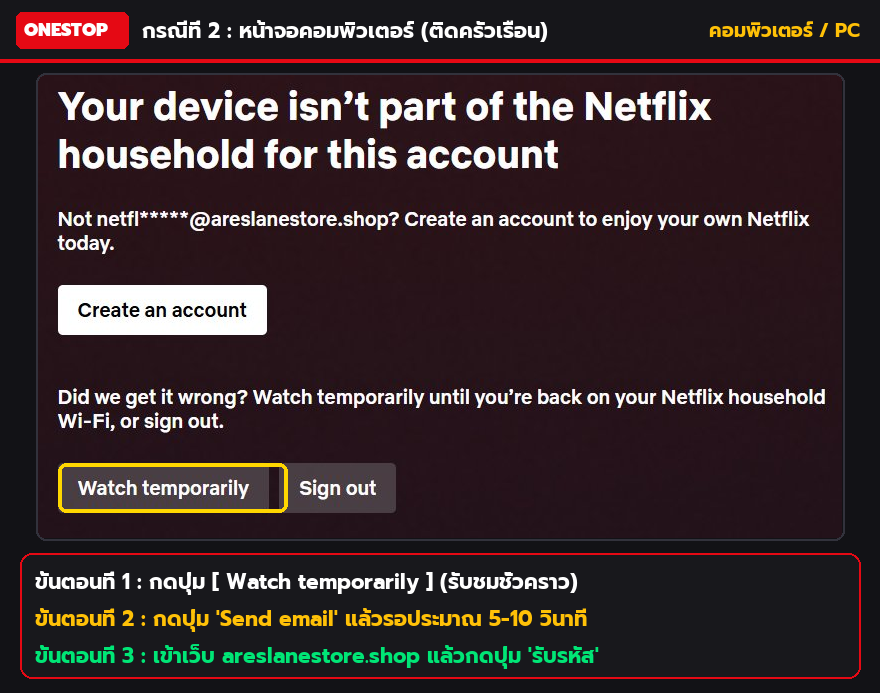 ONESTOP กรณีที่ 2 : หน้าจอคอมพิวเตอร์ (ติดครัวเรือน) คอมพิวเตอร์ / PC
Your device isn’t part of the Netflix
household for this account
Not netfl*****@areslanestore.shop? Create an account to enjoy your own Netflix
today.
Create an account
Did we get it wrong? Watch temporarily until you’re back on your Netflix household
Wi-Fi, or sign out.
Watch temporarily Sign out
ขั้นตอนที่ 1 : กดปุ่ม [ Watch temporarily ] (รับชมชั่วคราว)
ขั้นตอนที่ 2 : กดปุ่ม 'Send email' แล้วรอประมาณ 5-10 วินาที
ขั้นตอนที่ 3 : เข้าเว็บ areslanestore.shop แล้วกดปุ่ม 'รับรหัส'